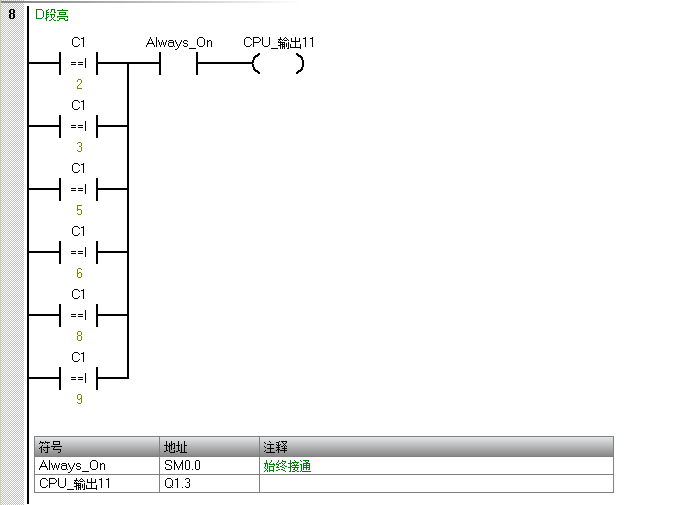 8 D段亮
C1 Always_On CPU_输出11
==I
2
C1
==I
3
C1
==I
5
C1
==I
6
C1
==I
8
C1
==I
9
符号 地址 注释
Always_On SM0.0 始终接通
CPU_输出11 Q1.3